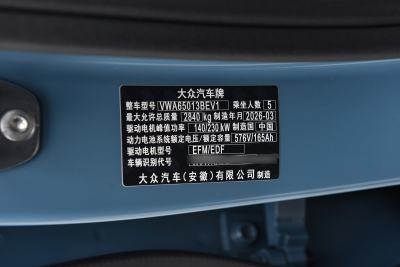 大众汽车牌
整车型号 VWA65013BEV1 乘坐人数 5
最大允许总质量 2840 kg 制造年月 2026-03
驱动电机峰值功率 140/230 kW 制造国 中国
动力电池系统额定电压/额定容量 576V/165Ah
驱动电机型号 EFM/EDF
车辆识别代号
大众汽车(安徽)有限公司 制造